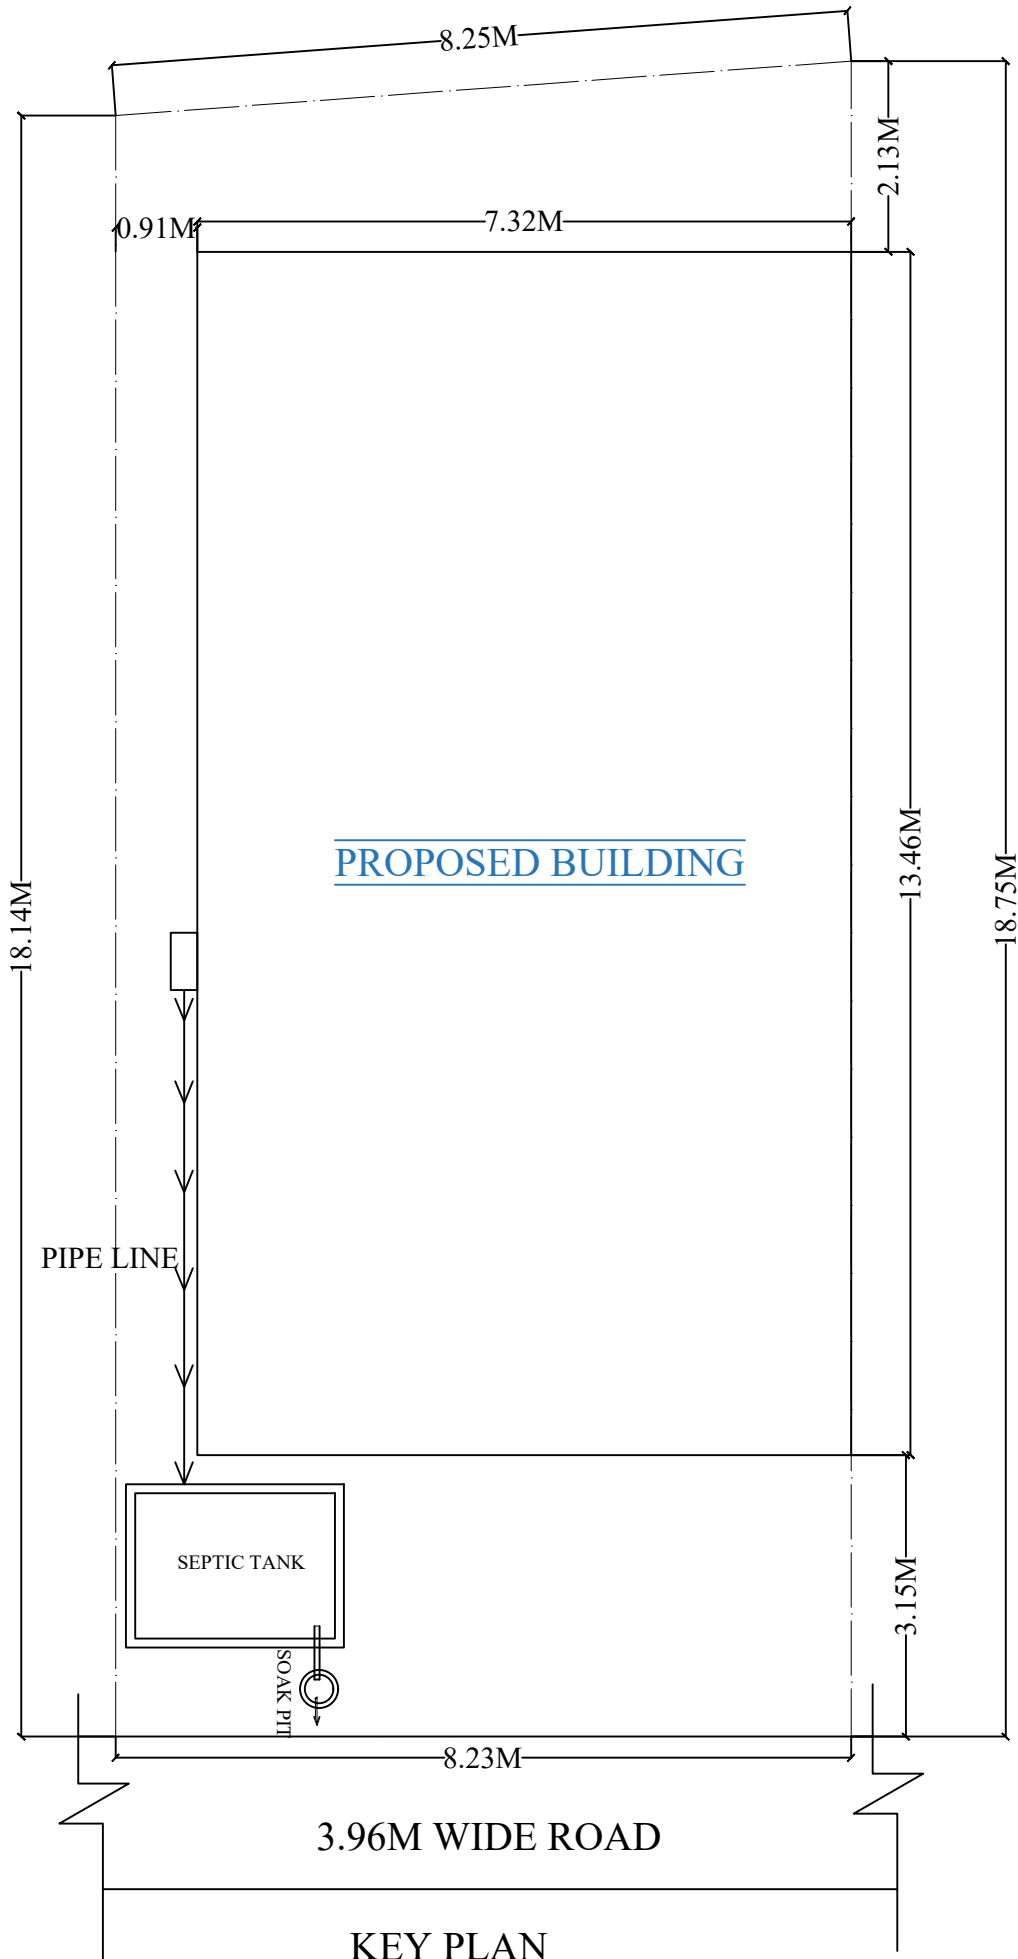 8.25M
2.13M
0.91M
7.32M
PROPOSED BUILDING
13.46M
18.75M
18.14M
PIPE LINE
SEPTIC TANK
3.15M
SOAK PIT
8.23M
3.96M WIDE ROAD
KEY PLAN